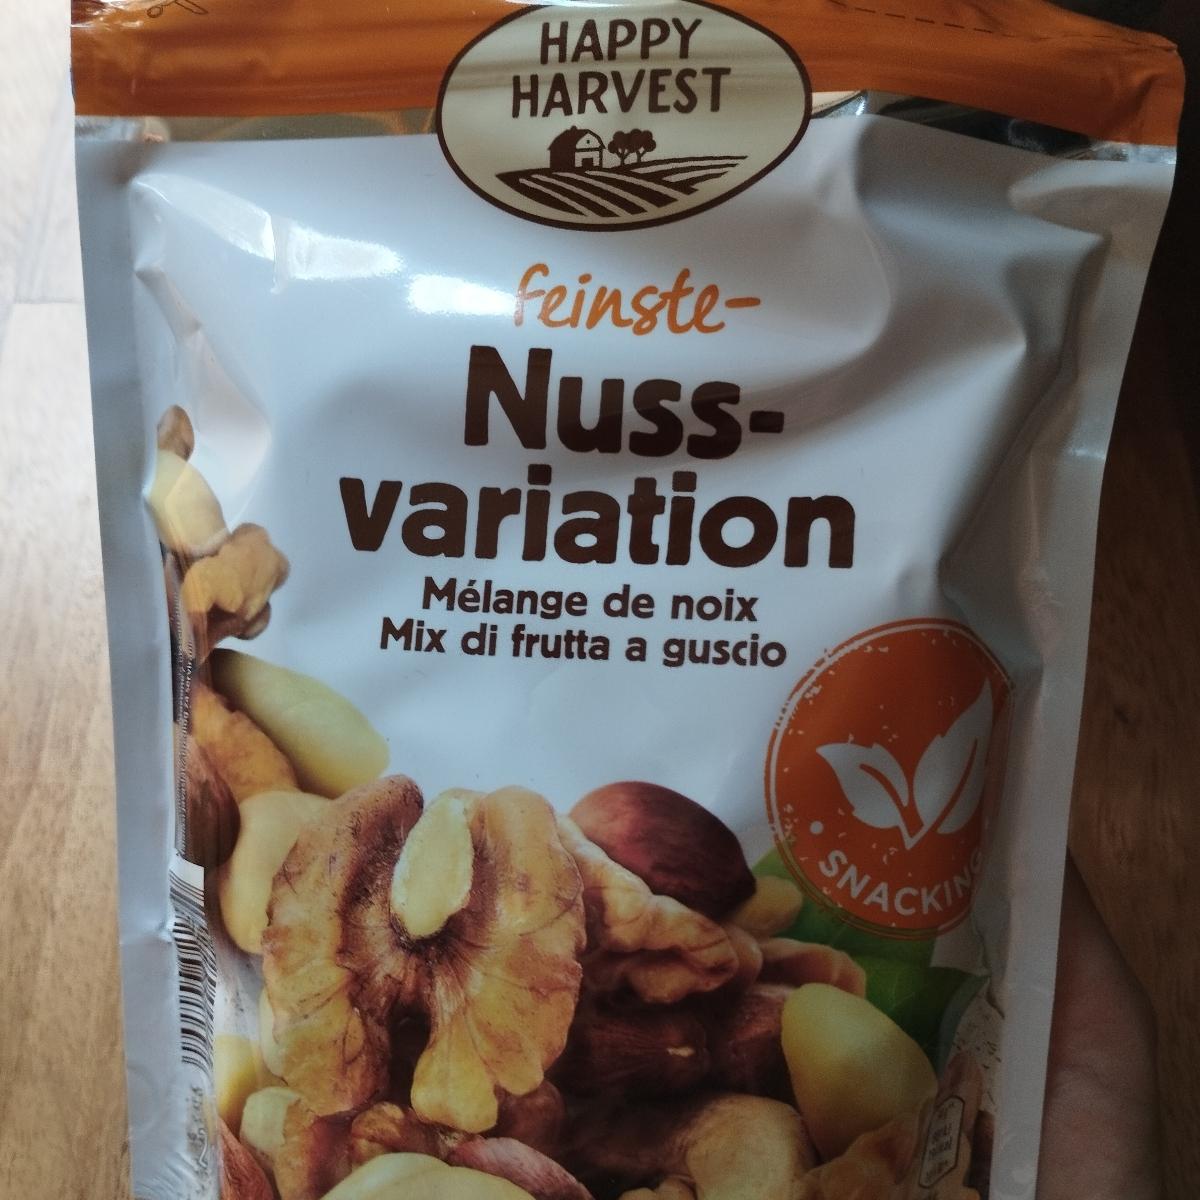 HAPPY
HARVEST
feinste-
Nuss-
variation
Mélange de noix
Mix di frutta a guscio
SNACKING